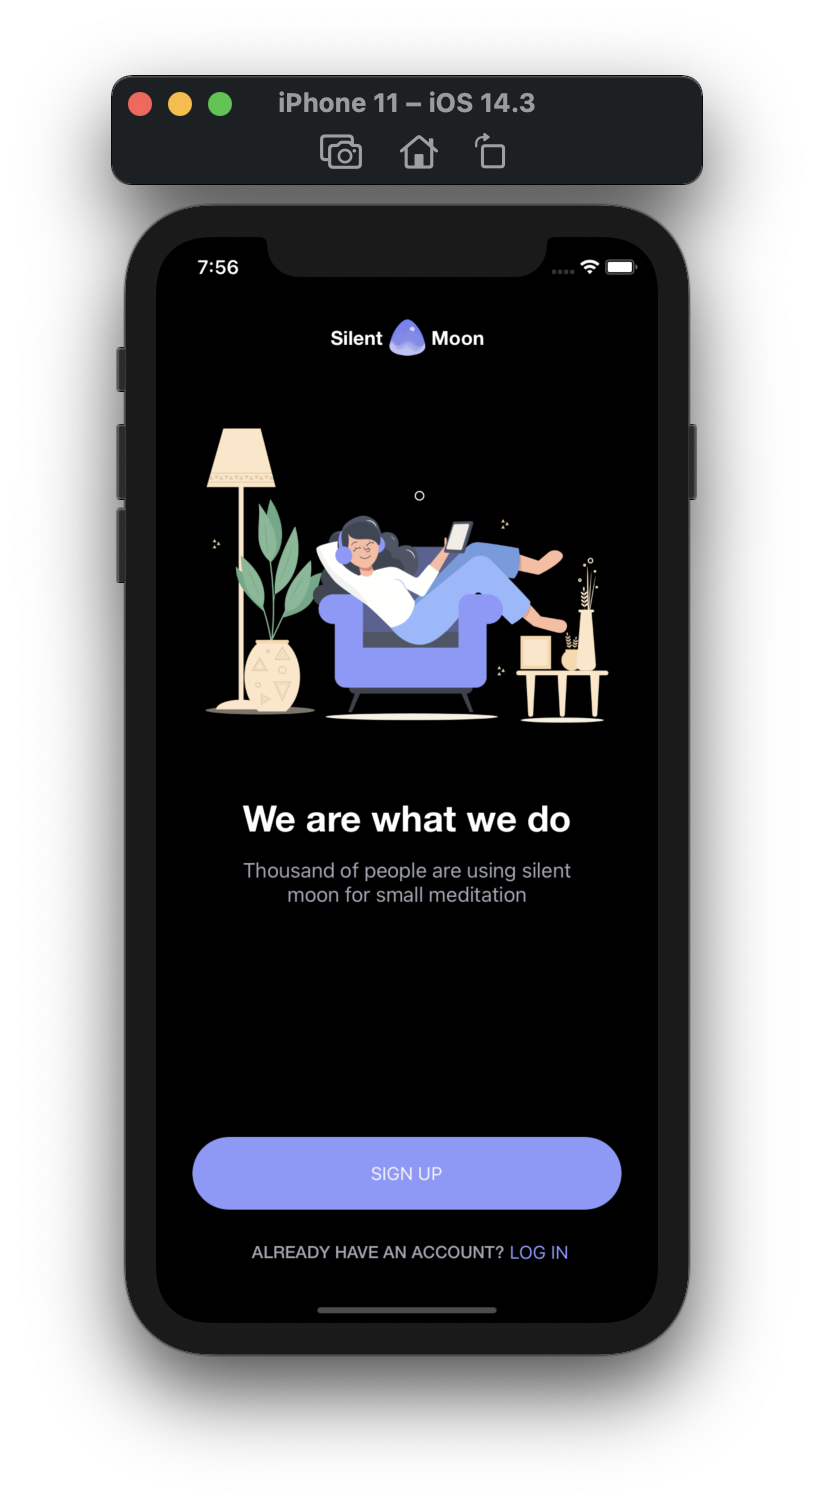 iPhone 11 – iOS 14.3
7:56
Silent Moon
We are what we do
Thousand of people are using silent
moon for small meditation
SIGN UP
ALREADY HAVE AN ACCOUNT? LOG IN